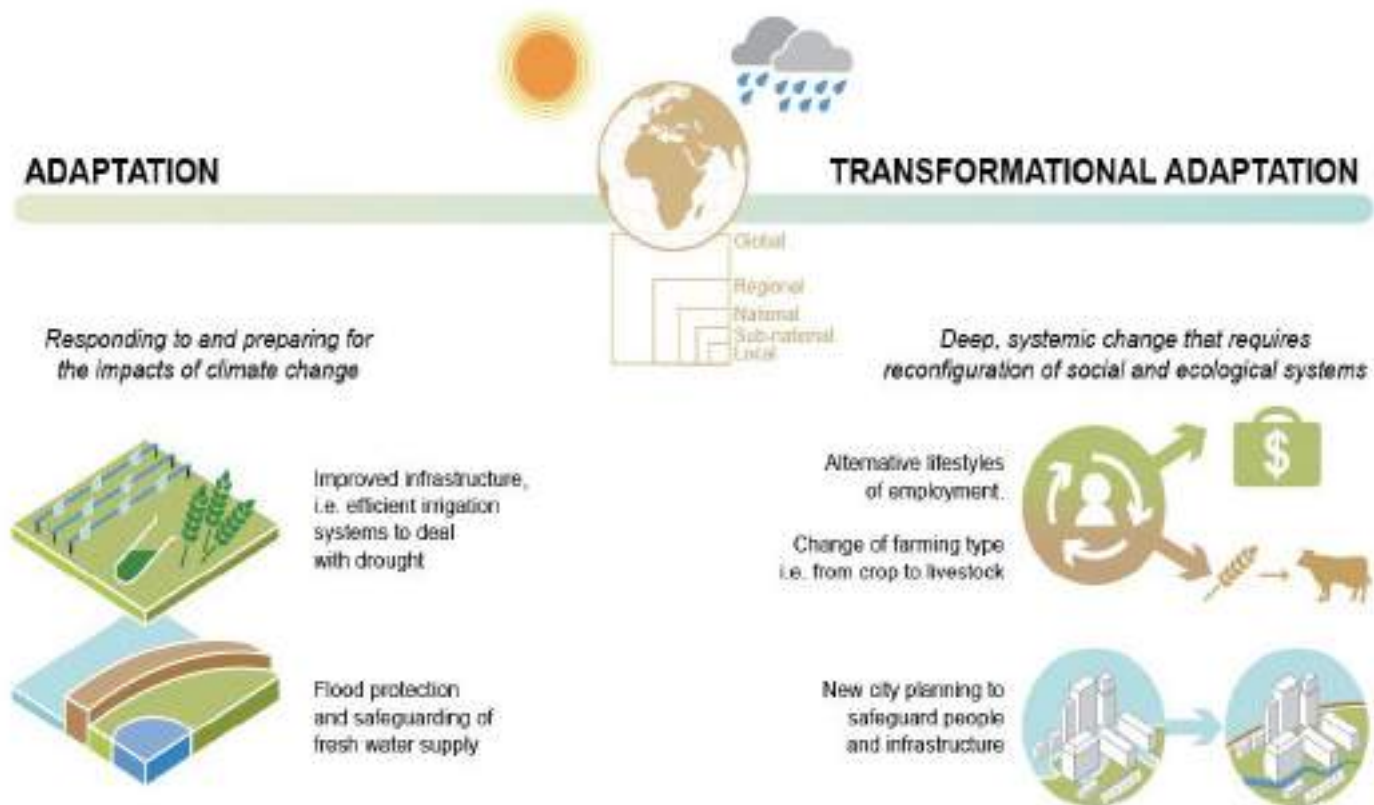 ADAPTATION
TRANSFORMATIONAL ADAPTATION
Global
Regional
National
Sub-national
Local
Responding to and preparing for
the impacts of climate change
Deep, systemic change that requires
reconfiguration of social and ecological systems
Improved infrastructure,
i.e. efficient irrigation
systems to deal
with drought
Flood protection
and safeguarding of
fresh water supply
Alternative lifestyles
of employment.
$
Change of farming type
i.e. from crop to livestock
New city planning to
safeguard people
and infrastructure